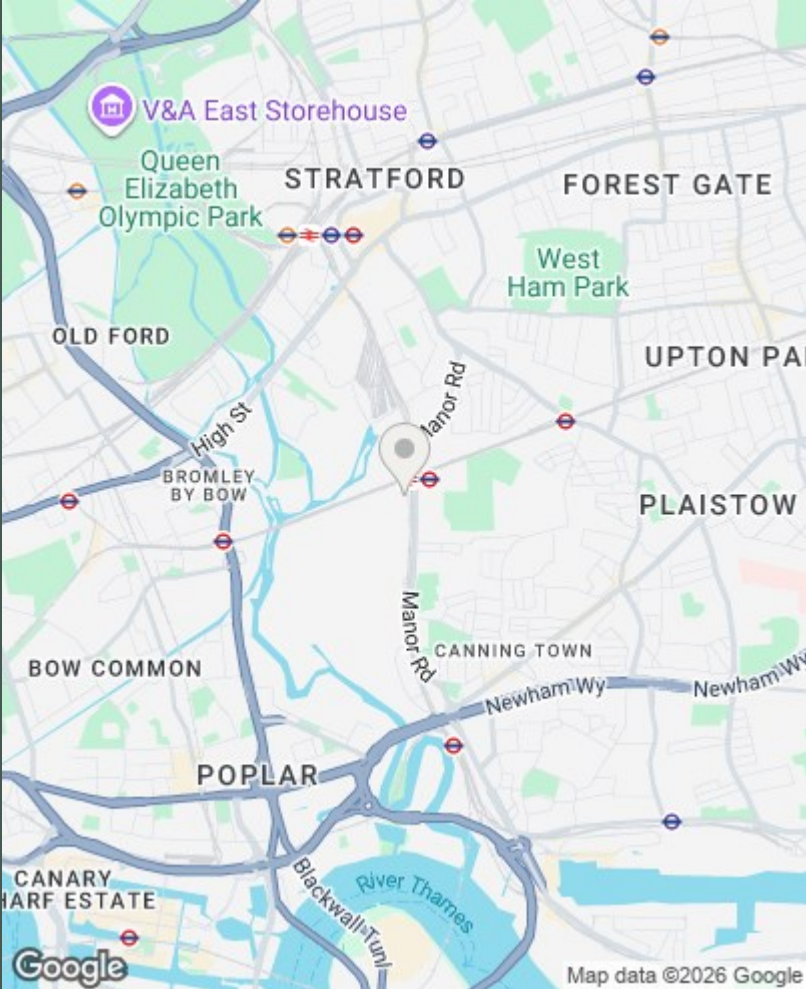 V&A East Storehouse
Queen
Elizabeth
Olympic Park
STRATFORD
FOREST GATE
West
Ham Park
OLD FORD
UPTON PA
Manor Rd
High St
BROMLEY
BY BOW
PLAISTOW
Manor Rd
CANNING TOWN
BOW COMMON
Newham Wy
Newham Wy
POPLAR
CANARY
HARF ESTATE
Blackwall Tunl
River Thames
Google
Map data ©2026 Google